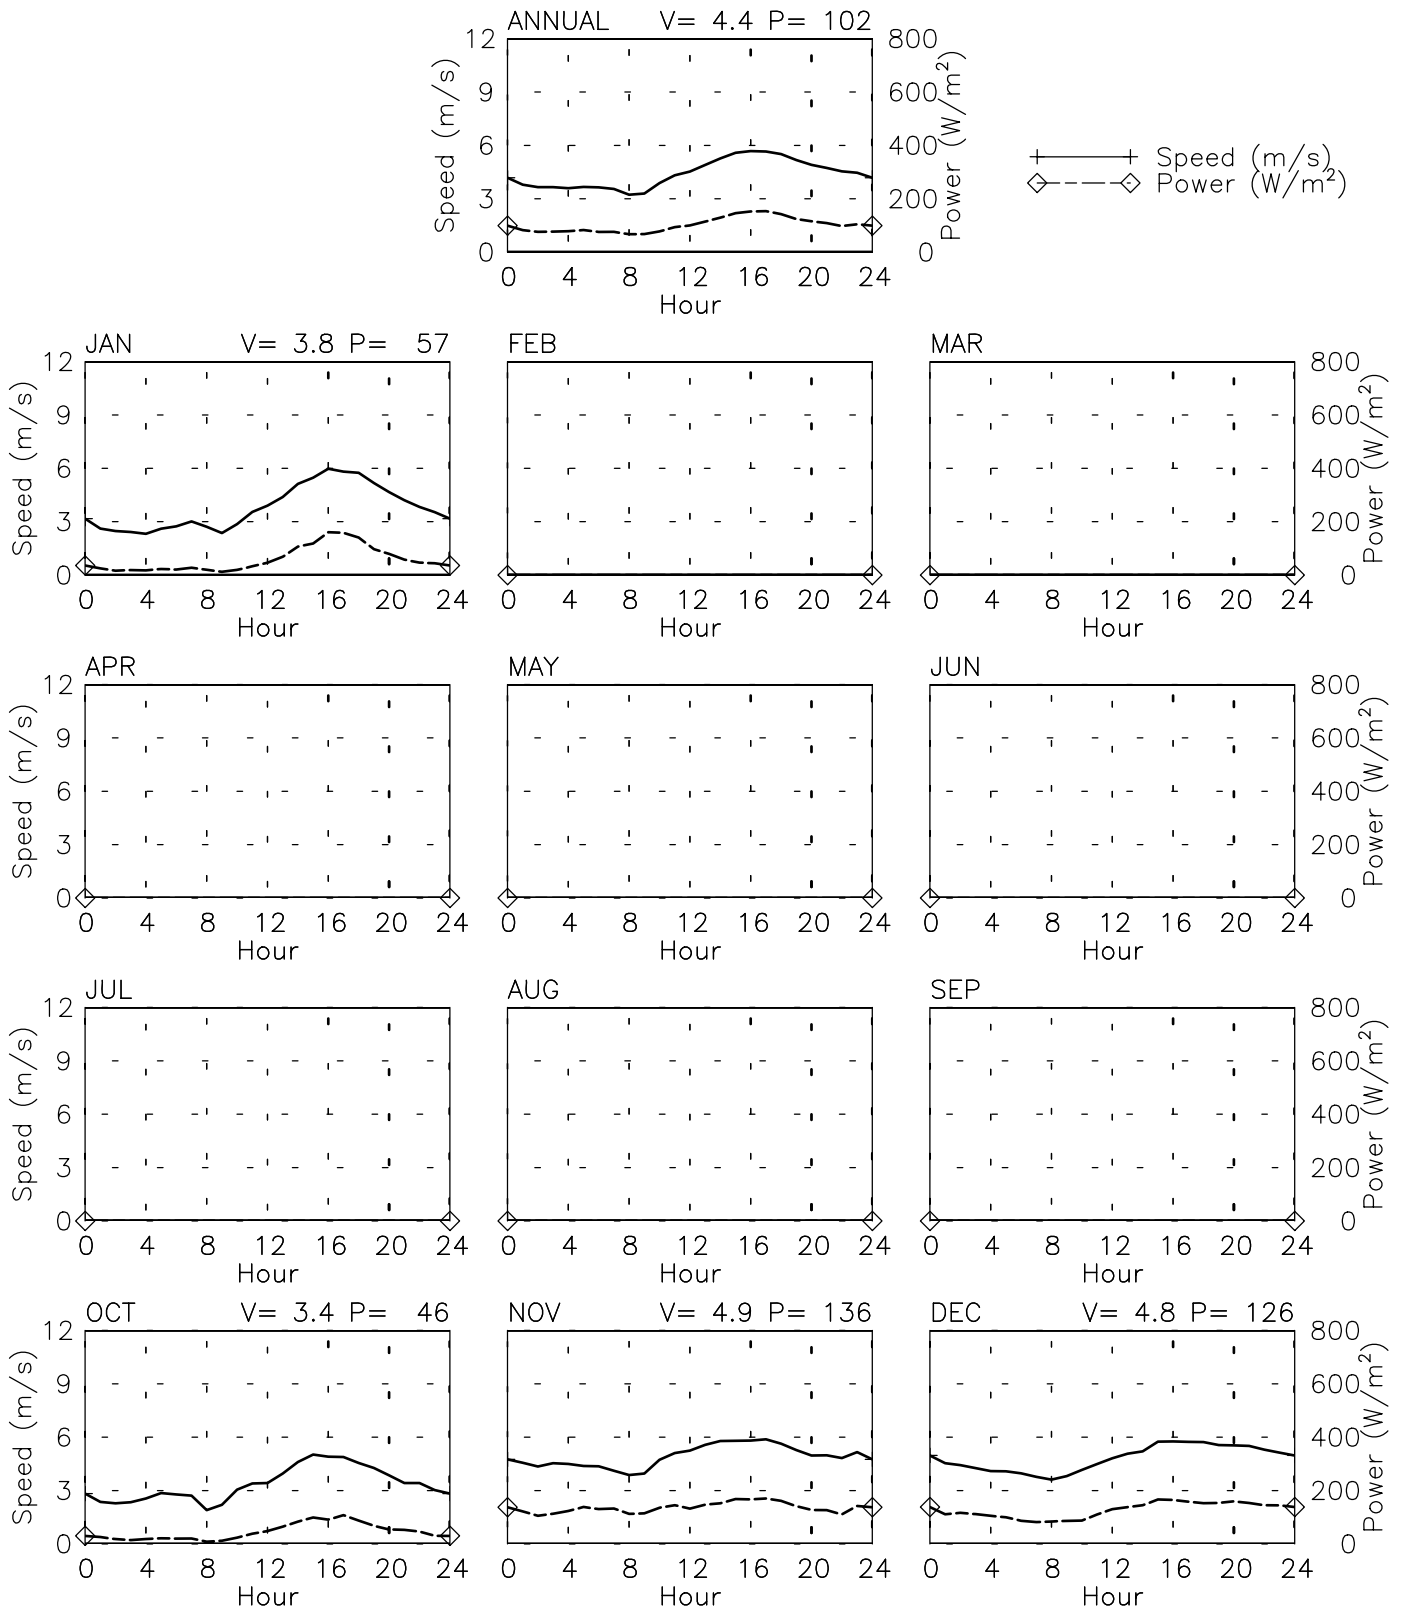 ANNUAL V= 4.4 P= 102
12 9 6 3 0
Speed (m/s)
800 600 400 200 0
Power (W/m²)
0 4 8 12 16 20 24
Hour
Speed (m/s)
Power (W/m²)
JAN V= 3.8 P= 57
12 9 6 3 0
Speed (m/s)
0 4 8 12 16 20 24
Hour
FEB
0 4 8 12 16 20 24
Hour
MAR
800 600 400 200 0
Power (W/m²)
0 4 8 12 16 20 24
Hour
APR
12 9 6 3 0
Speed (m/s)
0 4 8 12 16 20 24
Hour
MAY
0 4 8 12 16 20 24
Hour
JUN
800 600 400 200 0
Power (W/m²)
0 4 8 12 16 20 24
Hour
JUL
12 9 6 3 0
Speed (m/s)
0 4 8 12 16 20 24
Hour
AUG
0 4 8 12 16 20 24
Hour
SEP
800 600 400 200 0
Power (W/m²)
0 4 8 12 16 20 24
Hour
OCT V= 3.4 P= 46
12 9 6 3 0
Speed (m/s)
0 4 8 12 16 20 24
Hour
NOV V= 4.9 P= 136
0 4 8 12 16 20 24
Hour
DEC V= 4.8 P= 126
800 600 400 200 0
Power (W/m²)
0 4 8 12 16 20 24
Hour